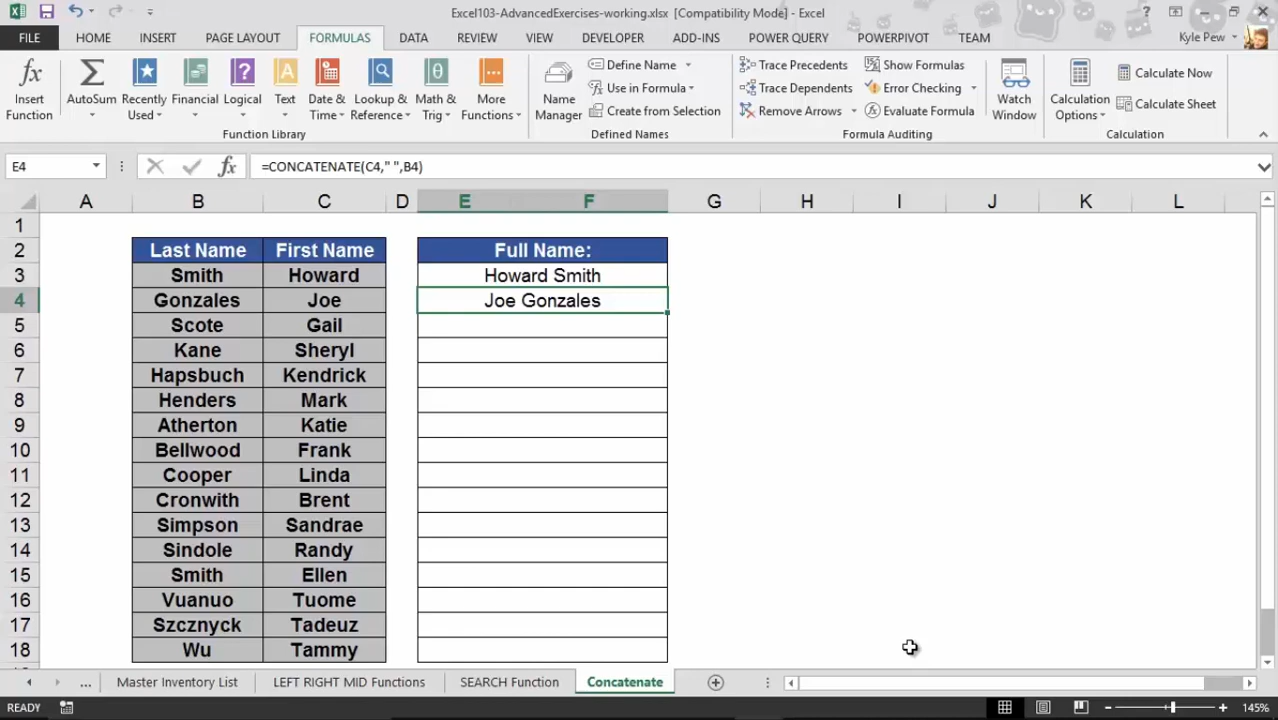 Excel103-AdvancedExercises-working.xlsx [Compatibility Mode] - Excel
FILE HOME INSERT PAGE LAYOUT FORMULAS DATA REVIEW VIEW DEVELOPER ADD-INS POWER QUERY POWERPIVOT TEAM Kyle Pew
Insert Function
AutoSum
Recently Used
Financial
Logical
Text
Date & Time
Lookup & Reference
Math & Trig
More Functions
Function Library
Name Manager
Define Name
Use in Formula
Create from Selection
Defined Names
Trace Precedents
Trace Dependents
Remove Arrows
Show Formulas
Error Checking
Evaluate Formula
Formula Auditing
Watch Window
Calculation Options
Calculate Now
Calculate Sheet
Calculation
E4 fx =CONCATENATE(C4," ",B4)
A B C D E F G H I J K L
1
2 Last Name First Name Full Name:
3 Smith Howard Howard Smith
4 Gonzales Joe Joe Gonzales
5 Scote Gail
6 Kane Sheryl
7 Hapsbuch Kendrick
8 Henders Mark
9 Atherton Katie
10 Bellwood Frank
11 Cooper Linda
12 Cronwith Brent
13 Simpson Sandrae
14 Sindole Randy
15 Smith Ellen
16 Vuanuo Tuome
17 Szcznyck Tadeuz
18 Wu Tammy
... Master Inventory List LEFT RIGHT MID Functions SEARCH Function Concatenate
READY 145%